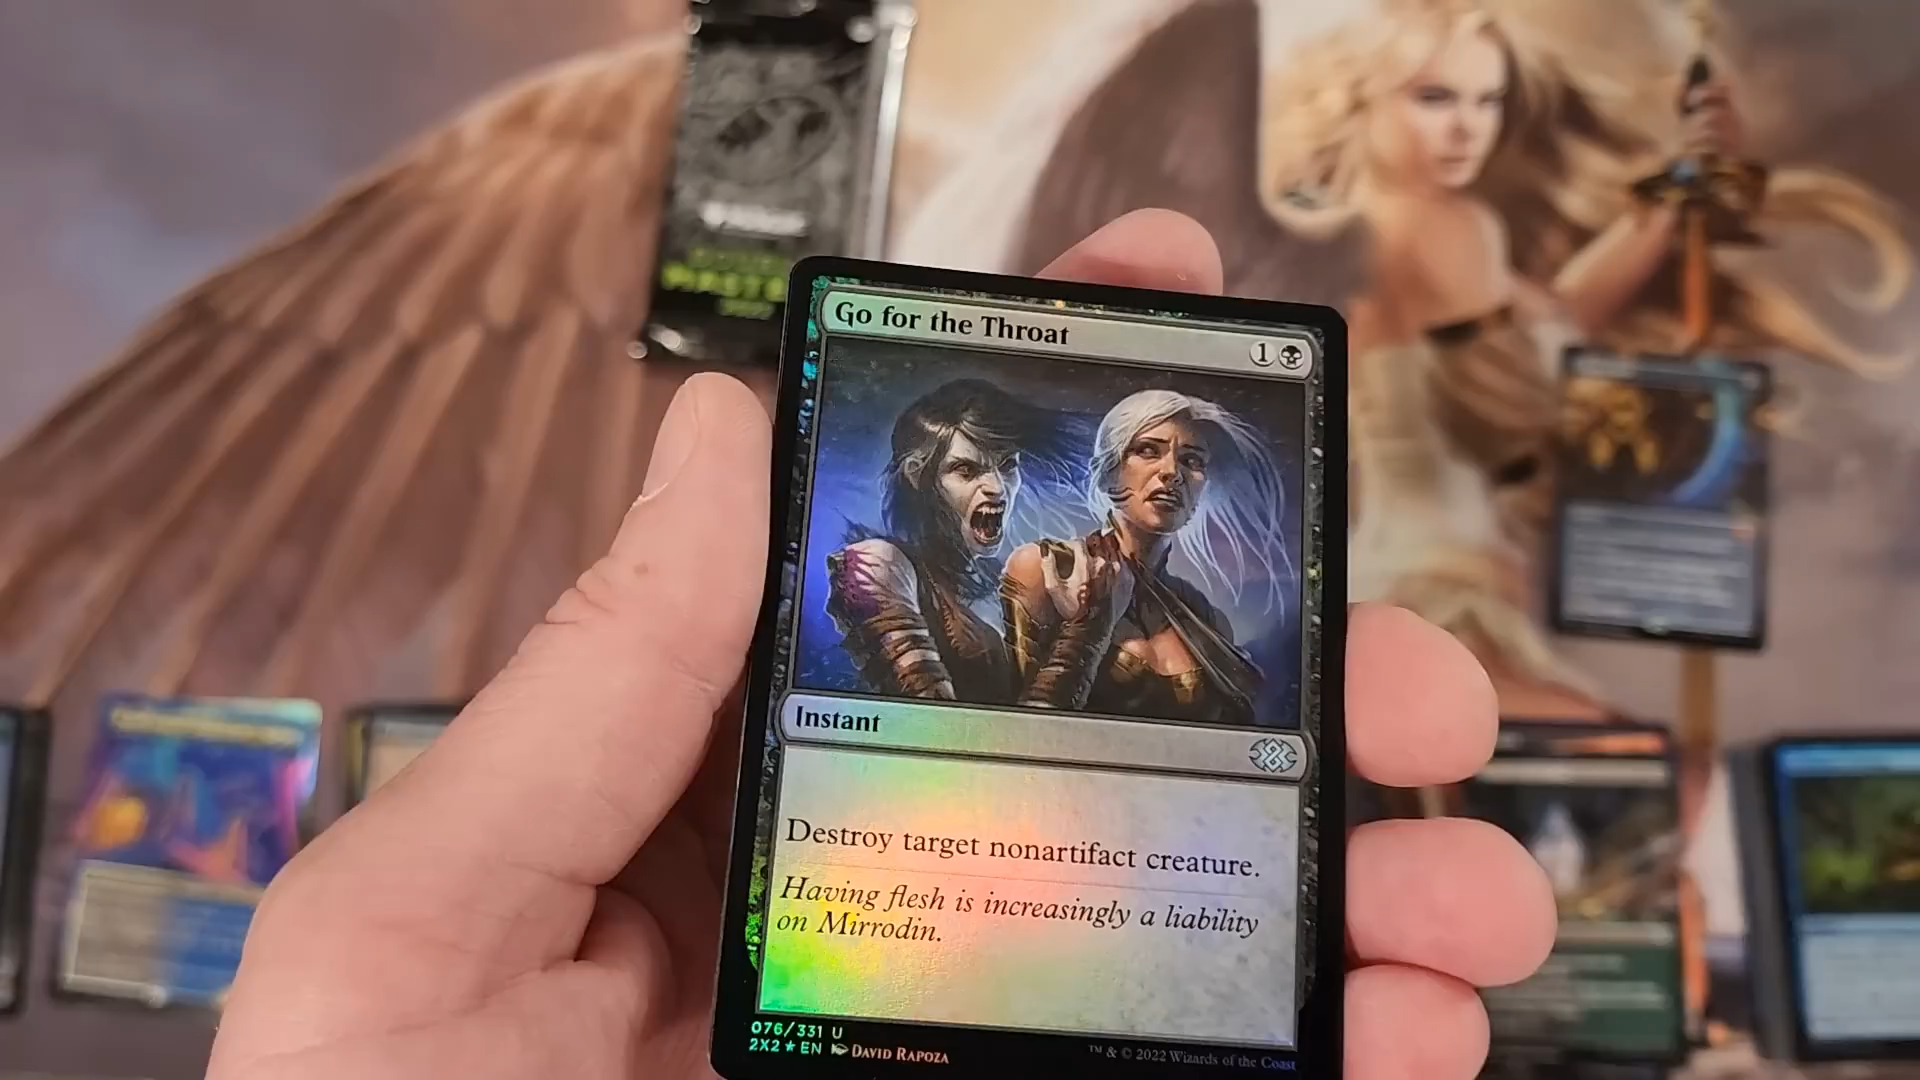 Go for the Throat
1
Instant
Destroy target nonartifact creature.
Having flesh is increasingly a liability
on Mirrodin.
076/331 U
2X2 ★ EN DAVID RAPOZA
™ & © 2022 Wizards of the Coast